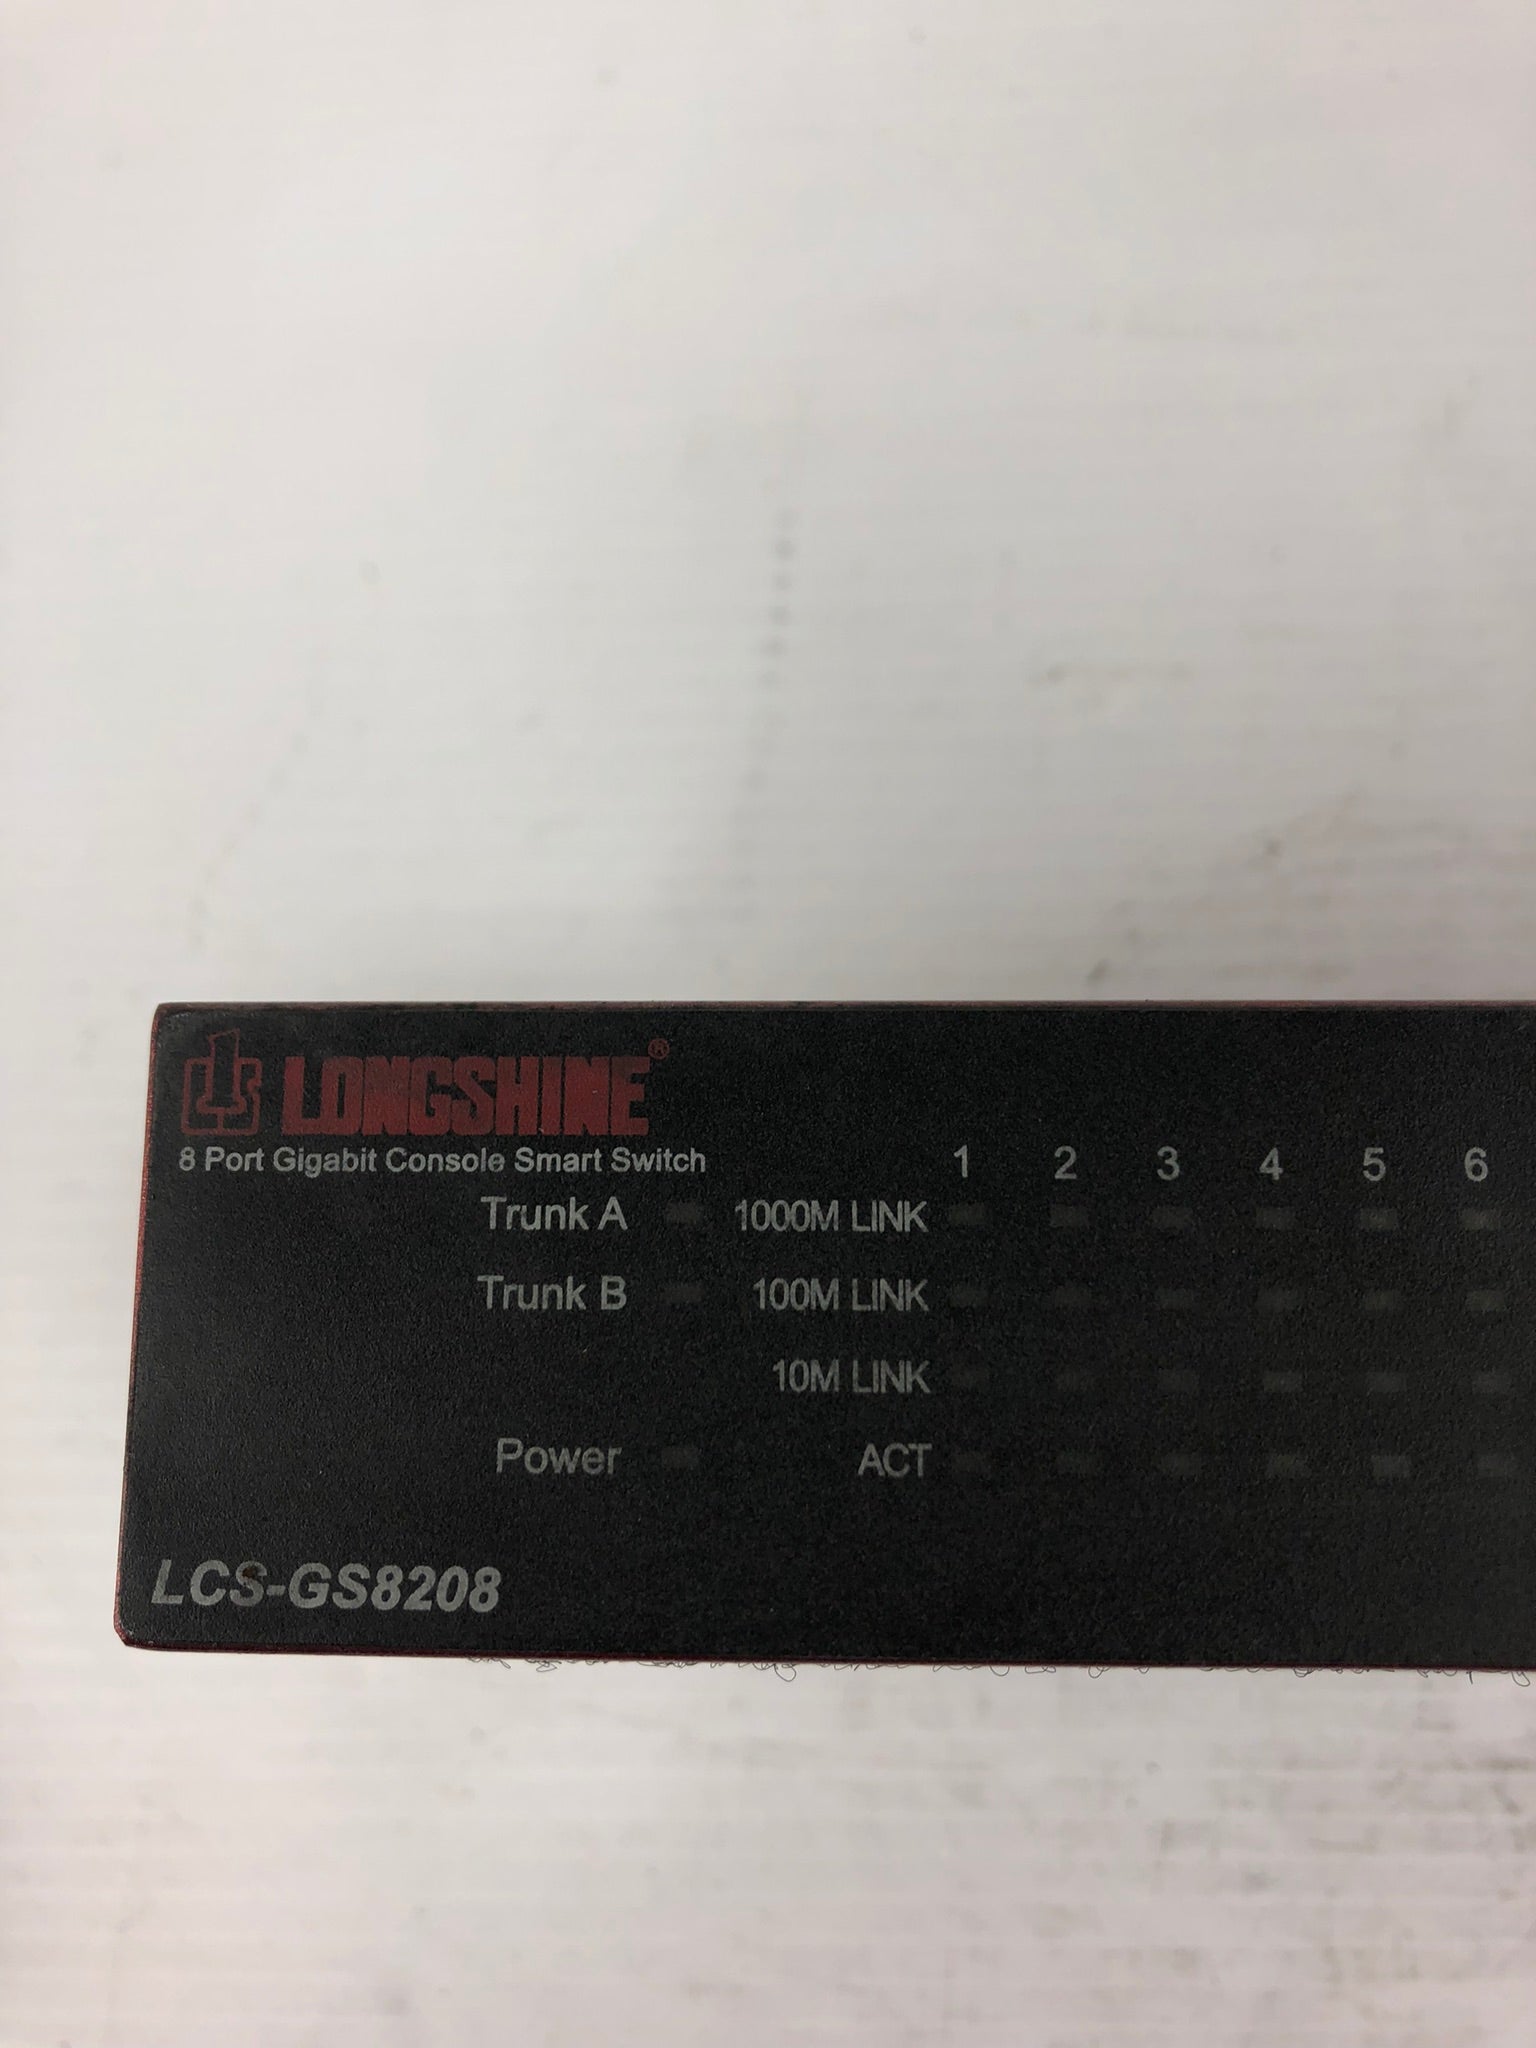 LONGSHINE®
8 Port Gigabit Console Smart Switch
1 2 3 4 5 6
Trunk A 1000M LINK
Trunk B 100M LINK
10M LINK
Power ACT
LCS-GS8208